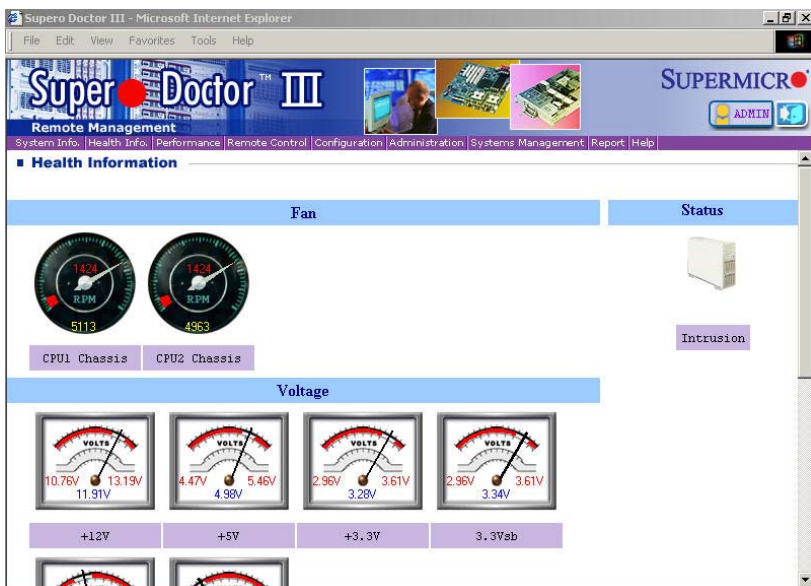 Supero Doctor III - Microsoft Internet Explorer
File Edit View Favorites Tools Help
Super Doctor™ III
SUPERMICRO
Remote Management
ADMIN
System Info. Health Info. Performance Remote Control Configuration Administration Systems Management Report Help
Health Information
Fan
Status
1424
RPM
5113
1424
RPM
4963
CPU1 Chassis
CPU2 Chassis
Intrusion
Voltage
VOLTS
10.76V 13.19V
11.91V
VOLTS
4.47V 5.46V
4.98V
VOLTS
2.96V 3.61V
3.28V
VOLTS
2.96V 3.61V
3.34V
+12V
+5V
+3.3V
3.3Vsb